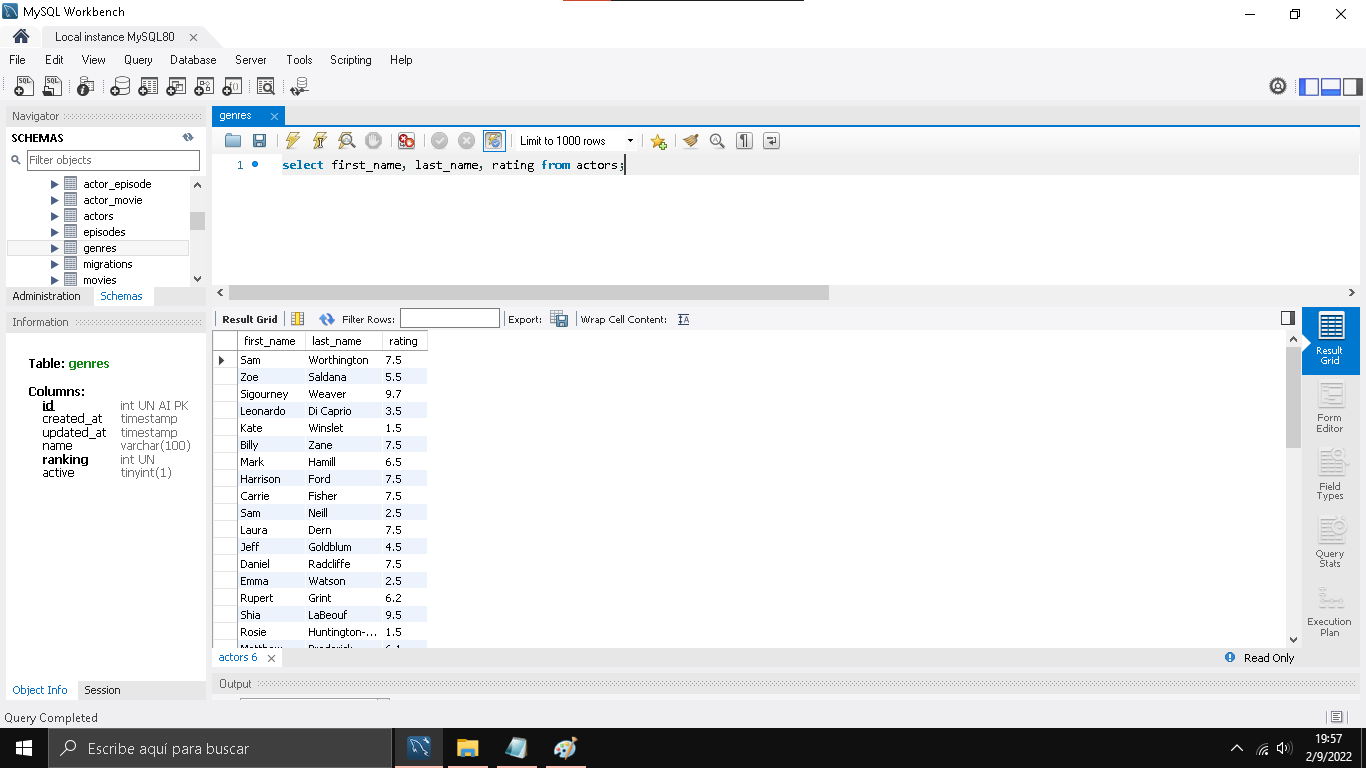 MySQL Workbench
Local instance MySQL80
File Edit View Query Database Server Tools Scripting Help
Navigator
SCHEMAS
Filter objects
actor_episode
actor_movie
actors
episodes
genres
migrations
movies
Administration Schemas
Information
Table: genres
Columns:
id int UN AI PK
created_at timestamp
updated_at timestamp
name varchar(100)
ranking int UN
active tinyint(1)
Object Info Session
genres
Limit to 1000 rows
1 select first_name, last_name, rating from actors;
Result Grid Filter Rows: Export: Wrap Cell Content:
first_name last_name rating
Sam Worthington 7.5
Zoe Saldana 5.5
Sigourney Weaver 9.7
Leonardo Di Caprio 3.5
Kate Winslet 1.5
Billy Zane 7.5
Mark Hamill 6.5
Harrison Ford 7.5
Carrie Fisher 7.5
Sam Neill 2.5
Laura Dern 7.5
Jeff Goldblum 4.5
Daniel Radcliffe 7.5
Emma Watson 2.5
Rupert Grint 6.2
Shia LaBeouf 9.5
Rosie Huntington-... 1.5
Result
Grid
Form
Editor
Field
Types
Query
Stats
Execution
Plan
actors 6
Read Only
Output
Query Completed
Escribe aquí para buscar
19:57
2/9/2022